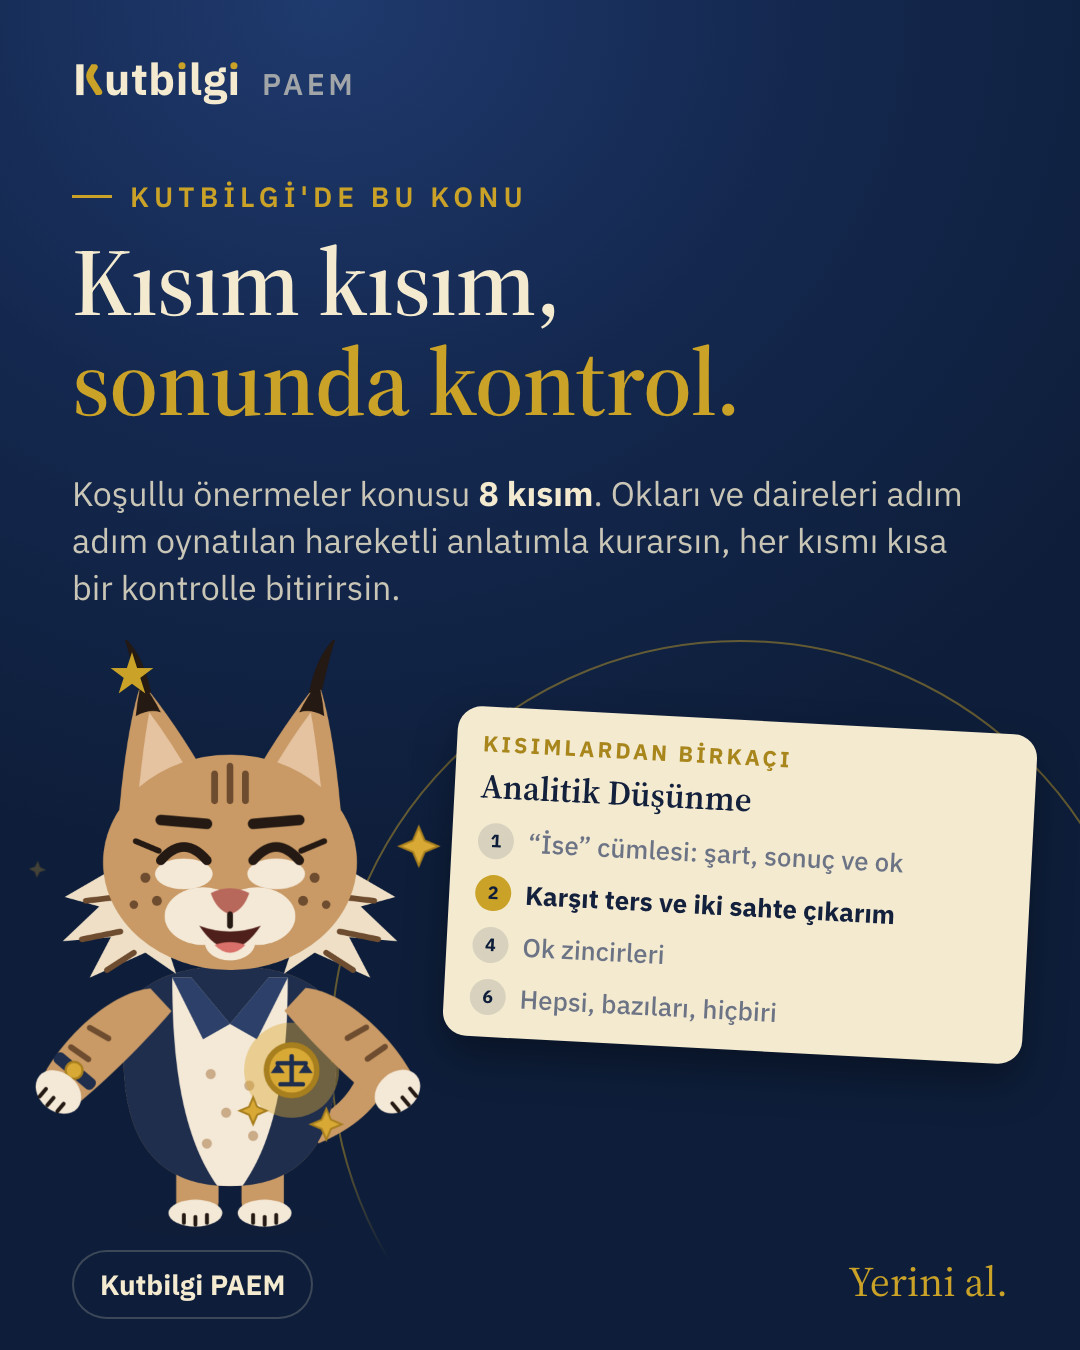 Kutbilgi PAEM
KUTBİLGİ'DE BU KONU
Kısım kısım,
sonunda kontrol.
Koşullu önermeler konusu 8 kısım. Okları ve daireleri adım
adım oynatılan hareketli anlatımla kurarsın, her kısmı kısa
bir kontrolle bitirirsin.
KISIMLARDAN BİRKAÇI
Analitik Düşünme
1 “İse” cümlesi: şart, sonuç ve ok
2 Karşıt ters ve iki sahte çıkarım
4 Ok zincirleri
6 Hepsi, bazıları, hiçbiri
Kutbilgi PAEM
Yerini al.